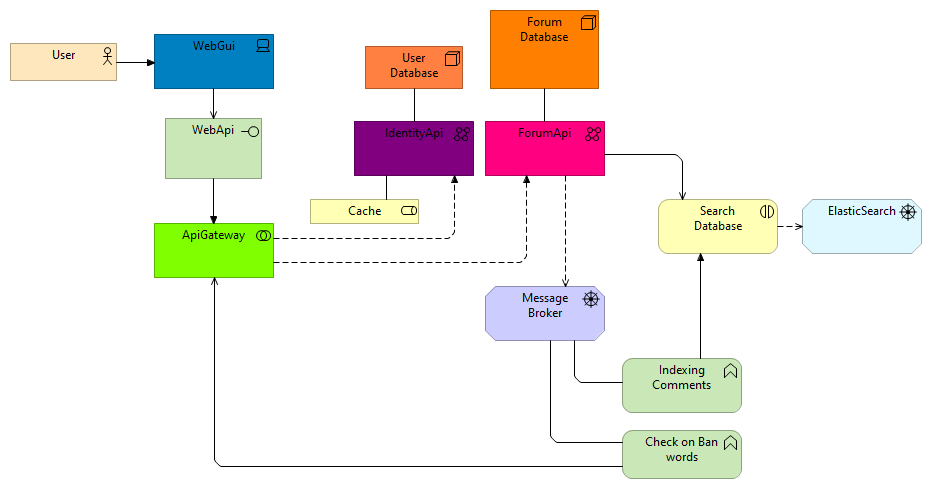 Forum
Database
User
WebGui
User
Database
WebApi
IdentityApi
ForumApi
Cache
Search
Database
ElasticSearch
ApiGateway
Message
Broker
Indexing
Comments
Check on Ban
words